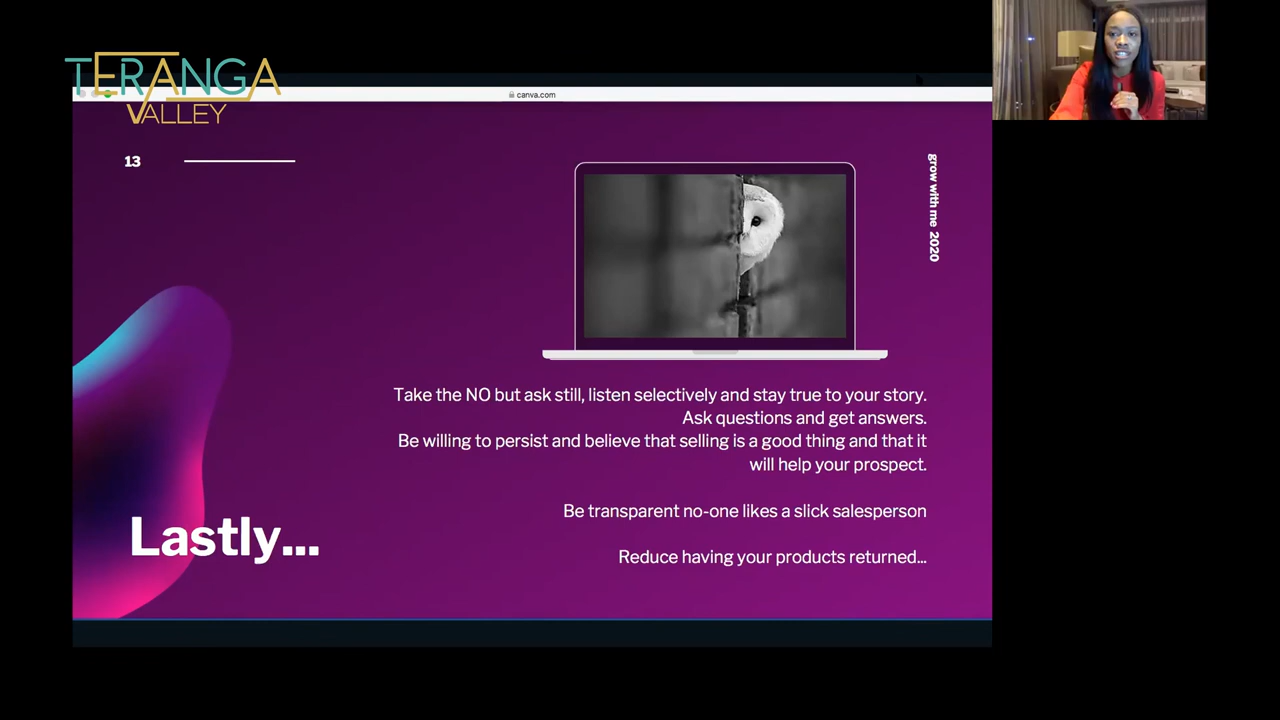 TERANGA
VALLEY
canva.com
13
grow with me 2020
Take the NO but ask still, listen selectively and stay true to your story.
Ask questions and get answers.
Be willing to persist and believe that selling is a good thing and that it
will help your prospect.
Be transparent no-one likes a slick salesperson
Lastly...
Reduce having your products returned...